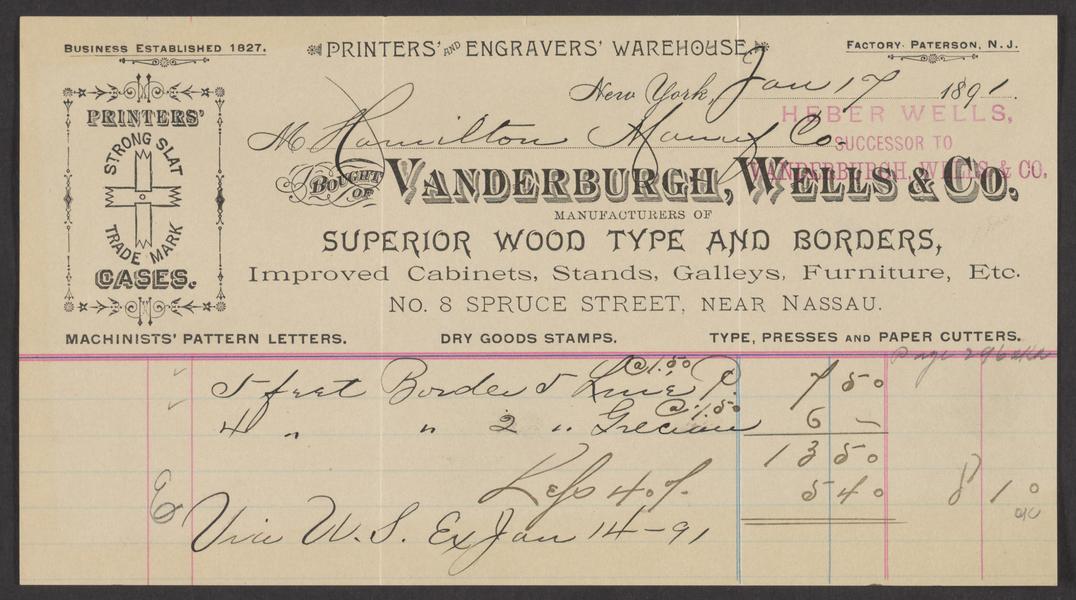 BUSINESS ESTABLISHED 1827.
PRINTERS' AND ENGRAVERS' WAREHOUSE
FACTORY PATERSON, N.J.
New York, Jan 17 1891.
PRINTERS'
STRONG SLAT
TRADE MARK
CASES.
M Hamilton Manuf Co.
HEBER WELLS,
SUCCESSOR TO
VANDERBURGH, WELLS & CO.
BOUGHT OF
VANDERBURGH, WELLS & CO.
MANUFACTURERS OF
SUPERIOR WOOD TYPE AND BORDERS,
Improved Cabinets, Stands, Galleys, Furniture, Etc.
No. 8 SPRUCE STREET, NEAR NASSAU.
MACHINISTS' PATTERN LETTERS.
DRY GOODS STAMPS.
TYPE, PRESSES AND PAPER CUTTERS.
Page 296
5 feet Border 5 Line P. @ 1.50 7 50
4 " " 2 " Grecian @ 1.50 6 –
13 50
Less 40% 5 40 8 10
Via U.S. Ex Jan 14-91